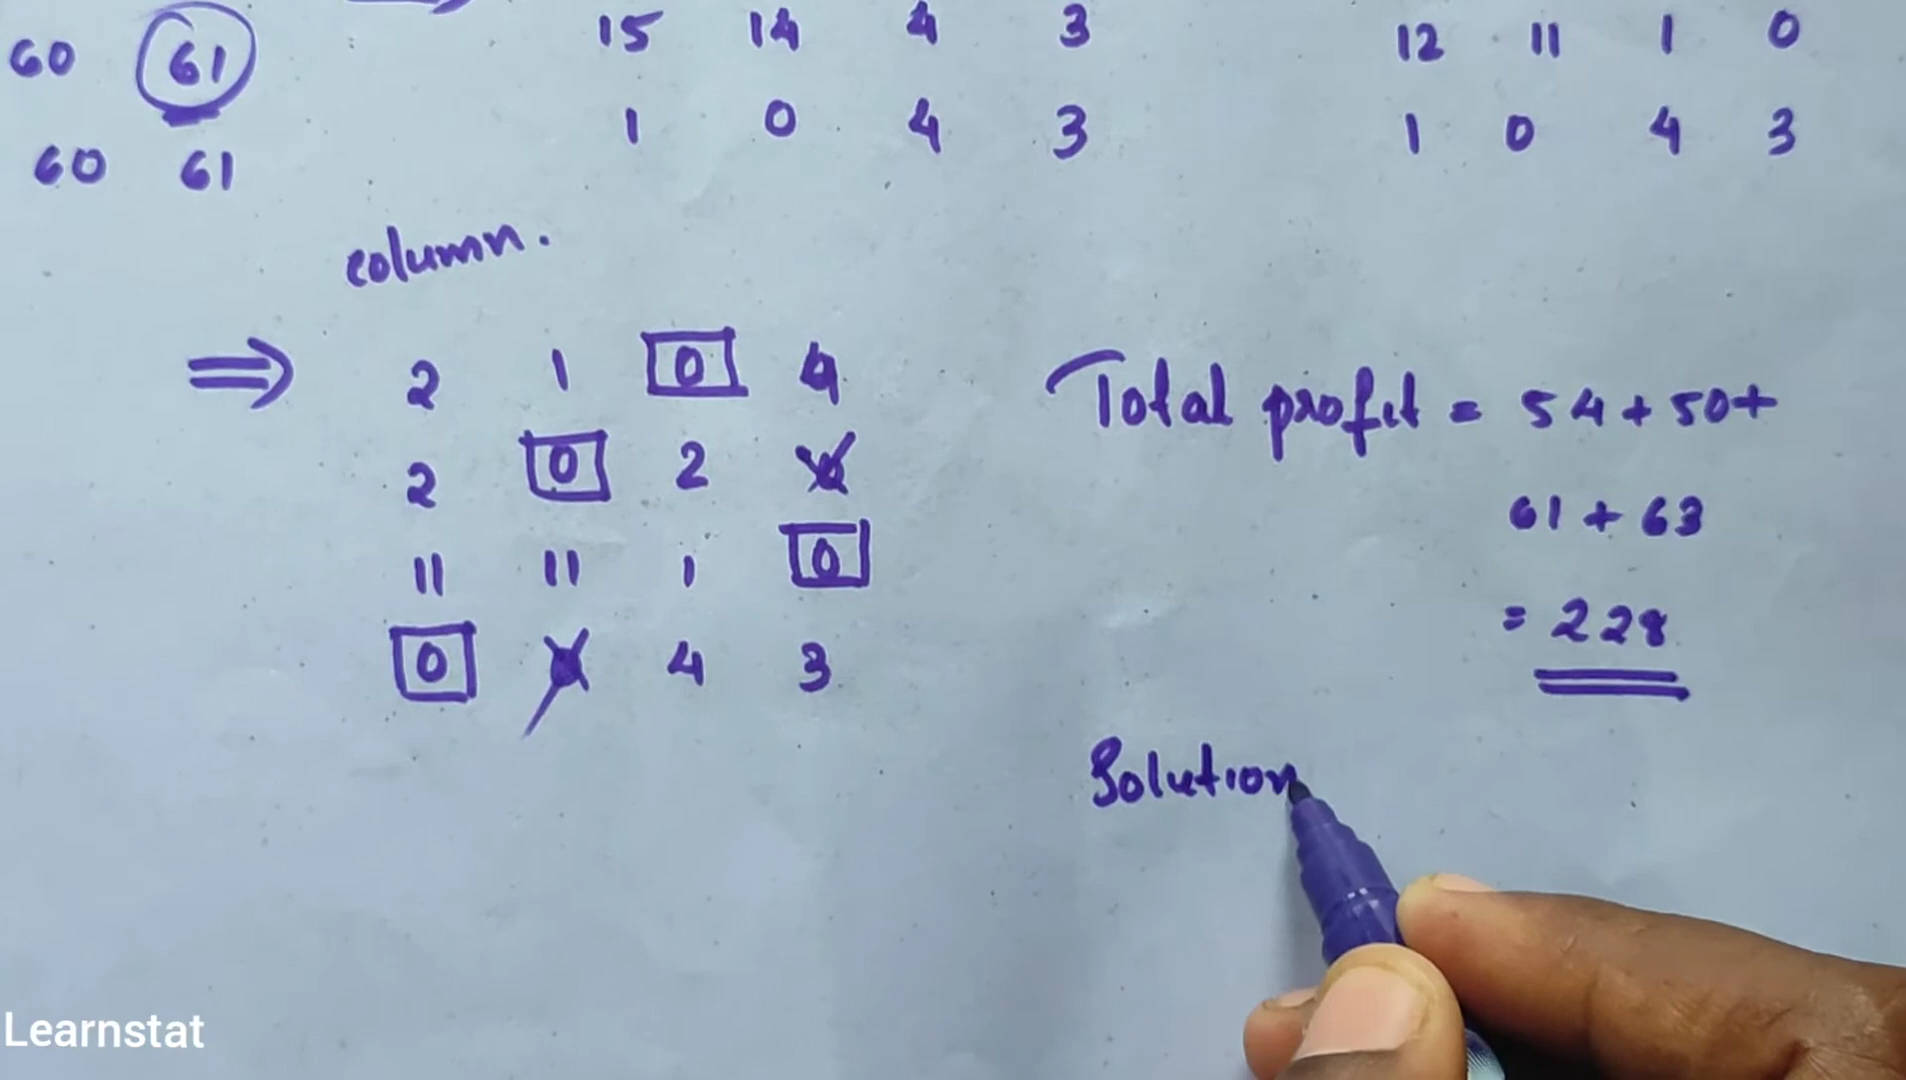 60 61 15 14 4 3 12 11 1 0
60 61 1 0 4 3 1 0 4 3
column.
⇒ 2 1 0 4
2 0 2 0
11 11 1 0
0 0 4 3
Total profit = 54 + 50 +
61 + 63
= 228
Solution
Learnstat